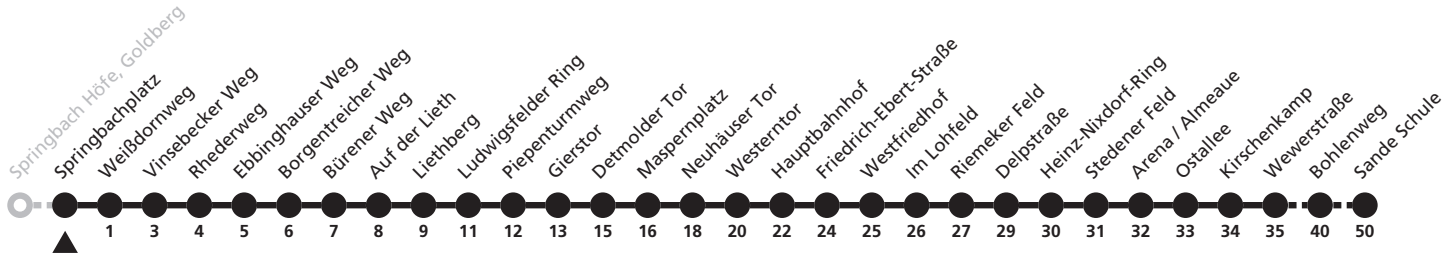 Springbach Höfe, Goldberg
Springbachplatz
Weißdornweg
Vinsebecker Weg
Rhederweg
Ebbinghauser Weg
Borgentreicher Weg
Bürener Weg
Auf der Lieth
Liethberg
Ludwigsfelder Ring
Piepenturmweg
Gierstor
Detmolder Tor
Maspernplatz
Neuhäuser Tor
Westerntor
Hauptbahnhof
Friedrich-Ebert-Straße
Westfriedhof
Im Lohfeld
Riemeker Feld
Delpstraße
Heinz-Nixdorf-Ring
Stedener Feld
Arena / Almeaue
Ostallee
Kirschenkamp
Wewerstraße
Bohlenweg
Sande Schule
1 3 4 5 6 7 8 9 11 12 13 15 16 18 20 22 24 25 26 27 29 30 31 32 33 34 35 40 50